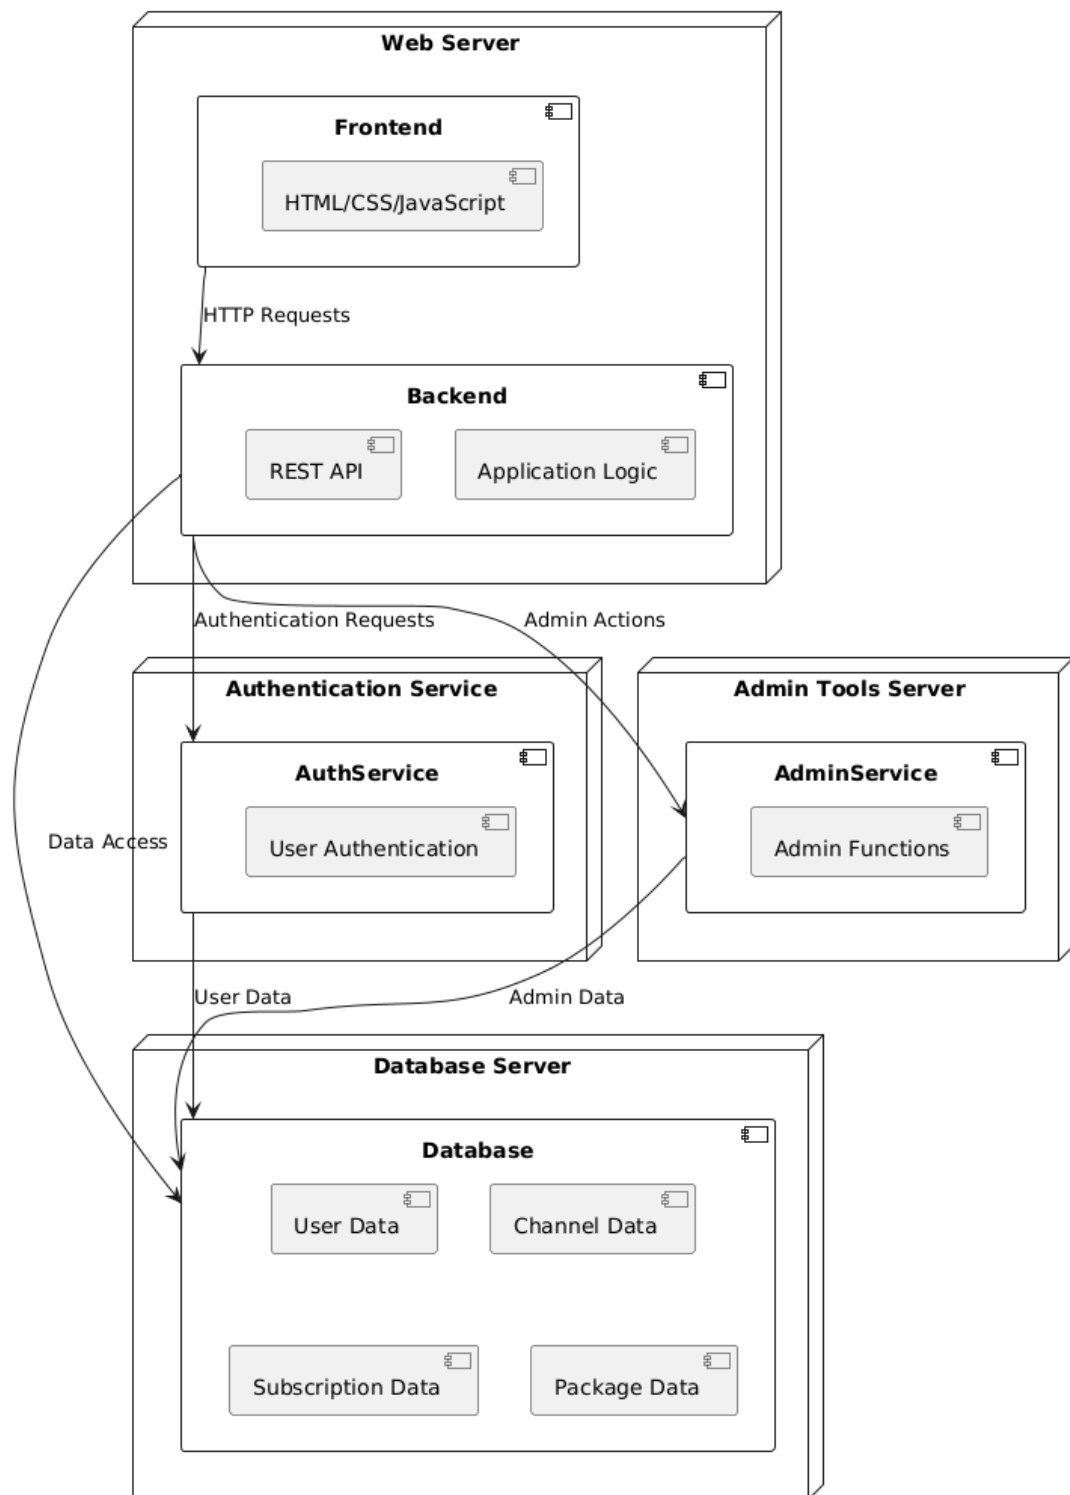 Web Server
Frontend
HTML/CSS/JavaScript
HTTP Requests
Backend
REST API
Application Logic
Authentication Requests
Admin Actions
Authentication Service
Admin Tools Server
AuthService
AdminService
User Authentication
Admin Functions
Data Access
User Data
Admin Data
Database Server
Database
User Data
Channel Data
Subscription Data
Package Data